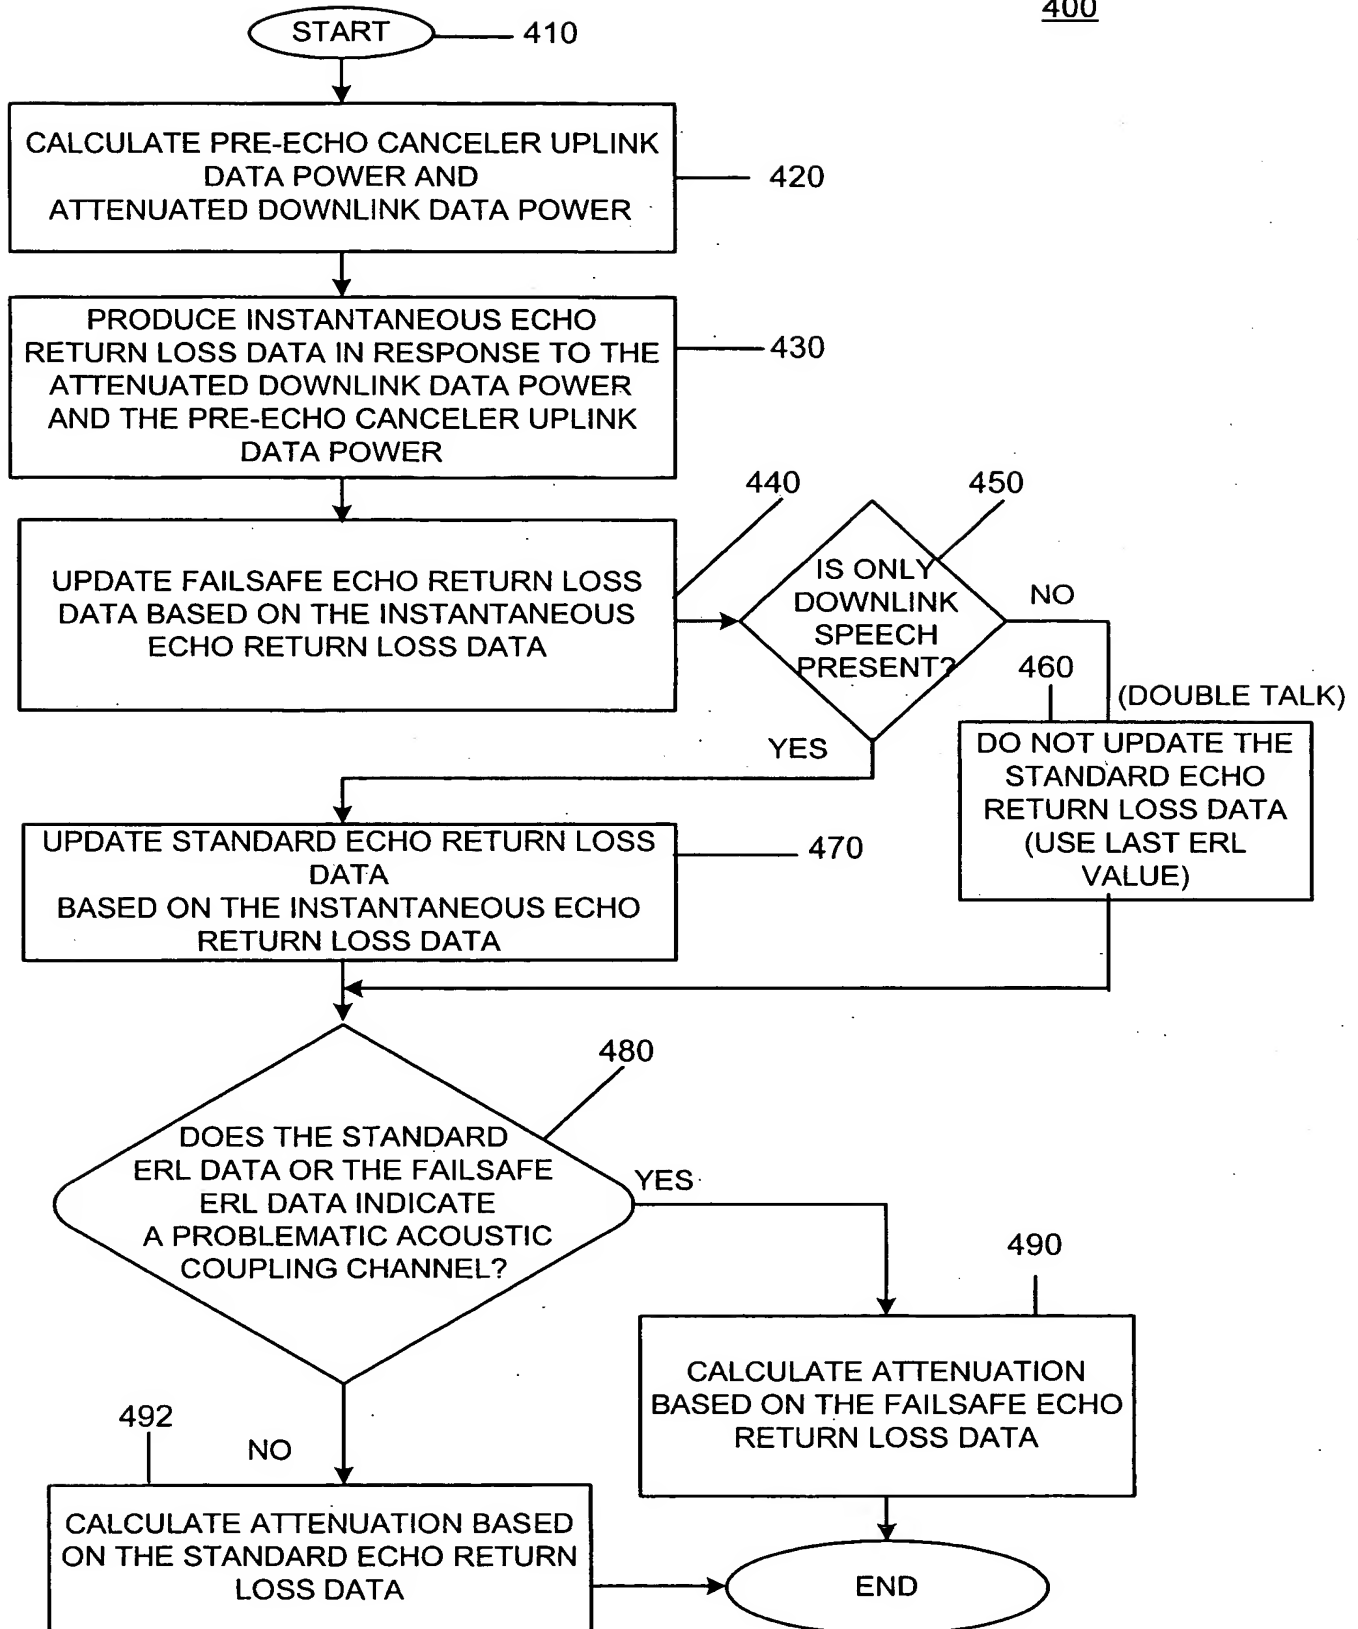 400
START
410
CALCULATE PRE-ECHO CANCELER UPLINK
DATA POWER AND
ATTENUATED DOWNLINK DATA POWER
420
PRODUCE INSTANTANEOUS ECHO
RETURN LOSS DATA IN RESPONSE TO THE
ATTENUATED DOWNLINK DATA POWER
AND THE PRE-ECHO CANCELER UPLINK
DATA POWER
430
UPDATE FAILSAFE ECHO RETURN LOSS
DATA BASED ON THE INSTANTANEOUS
ECHO RETURN LOSS DATA
440
450
IS ONLY
DOWNLINK
SPEECH
PRESENT?
NO
460
(DOUBLE TALK)
YES
DO NOT UPDATE THE
STANDARD ECHO
RETURN LOSS DATA
(USE LAST ERL
VALUE)
UPDATE STANDARD ECHO RETURN LOSS
DATA
BASED ON THE INSTANTANEOUS ECHO
RETURN LOSS DATA
470
480
DOES THE STANDARD
ERL DATA OR THE FAILSAFE
ERL DATA INDICATE
A PROBLEMATIC ACOUSTIC
COUPLING CHANNEL?
YES
490
CALCULATE ATTENUATION
BASED ON THE FAILSAFE ECHO
RETURN LOSS DATA
492
NO
CALCULATE ATTENUATION BASED
ON THE STANDARD ECHO RETURN
LOSS DATA
END